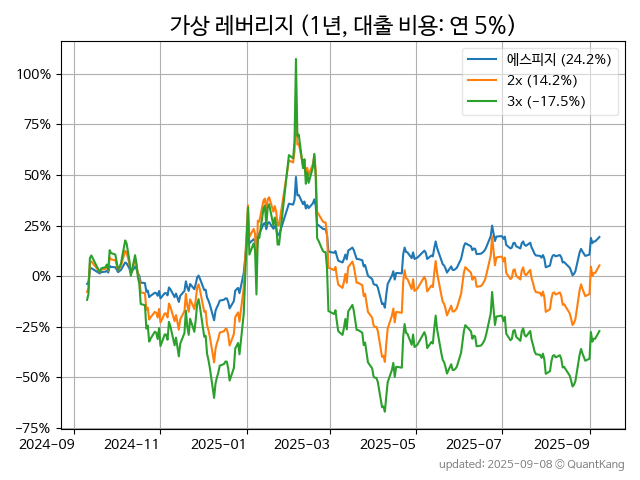 가상 레버리지 (1년, 대출 비용: 연 5%)
에스피지 (24.2%)
2x (14.2%)
3x (−17.5%)
100%
75%
50%
25%
0%
−25%
−50%
−75%
2024-09 2024-11 2025-01 2025-03 2025-05 2025-07 2025-09
updated: 2025-09-08 © QuantKang